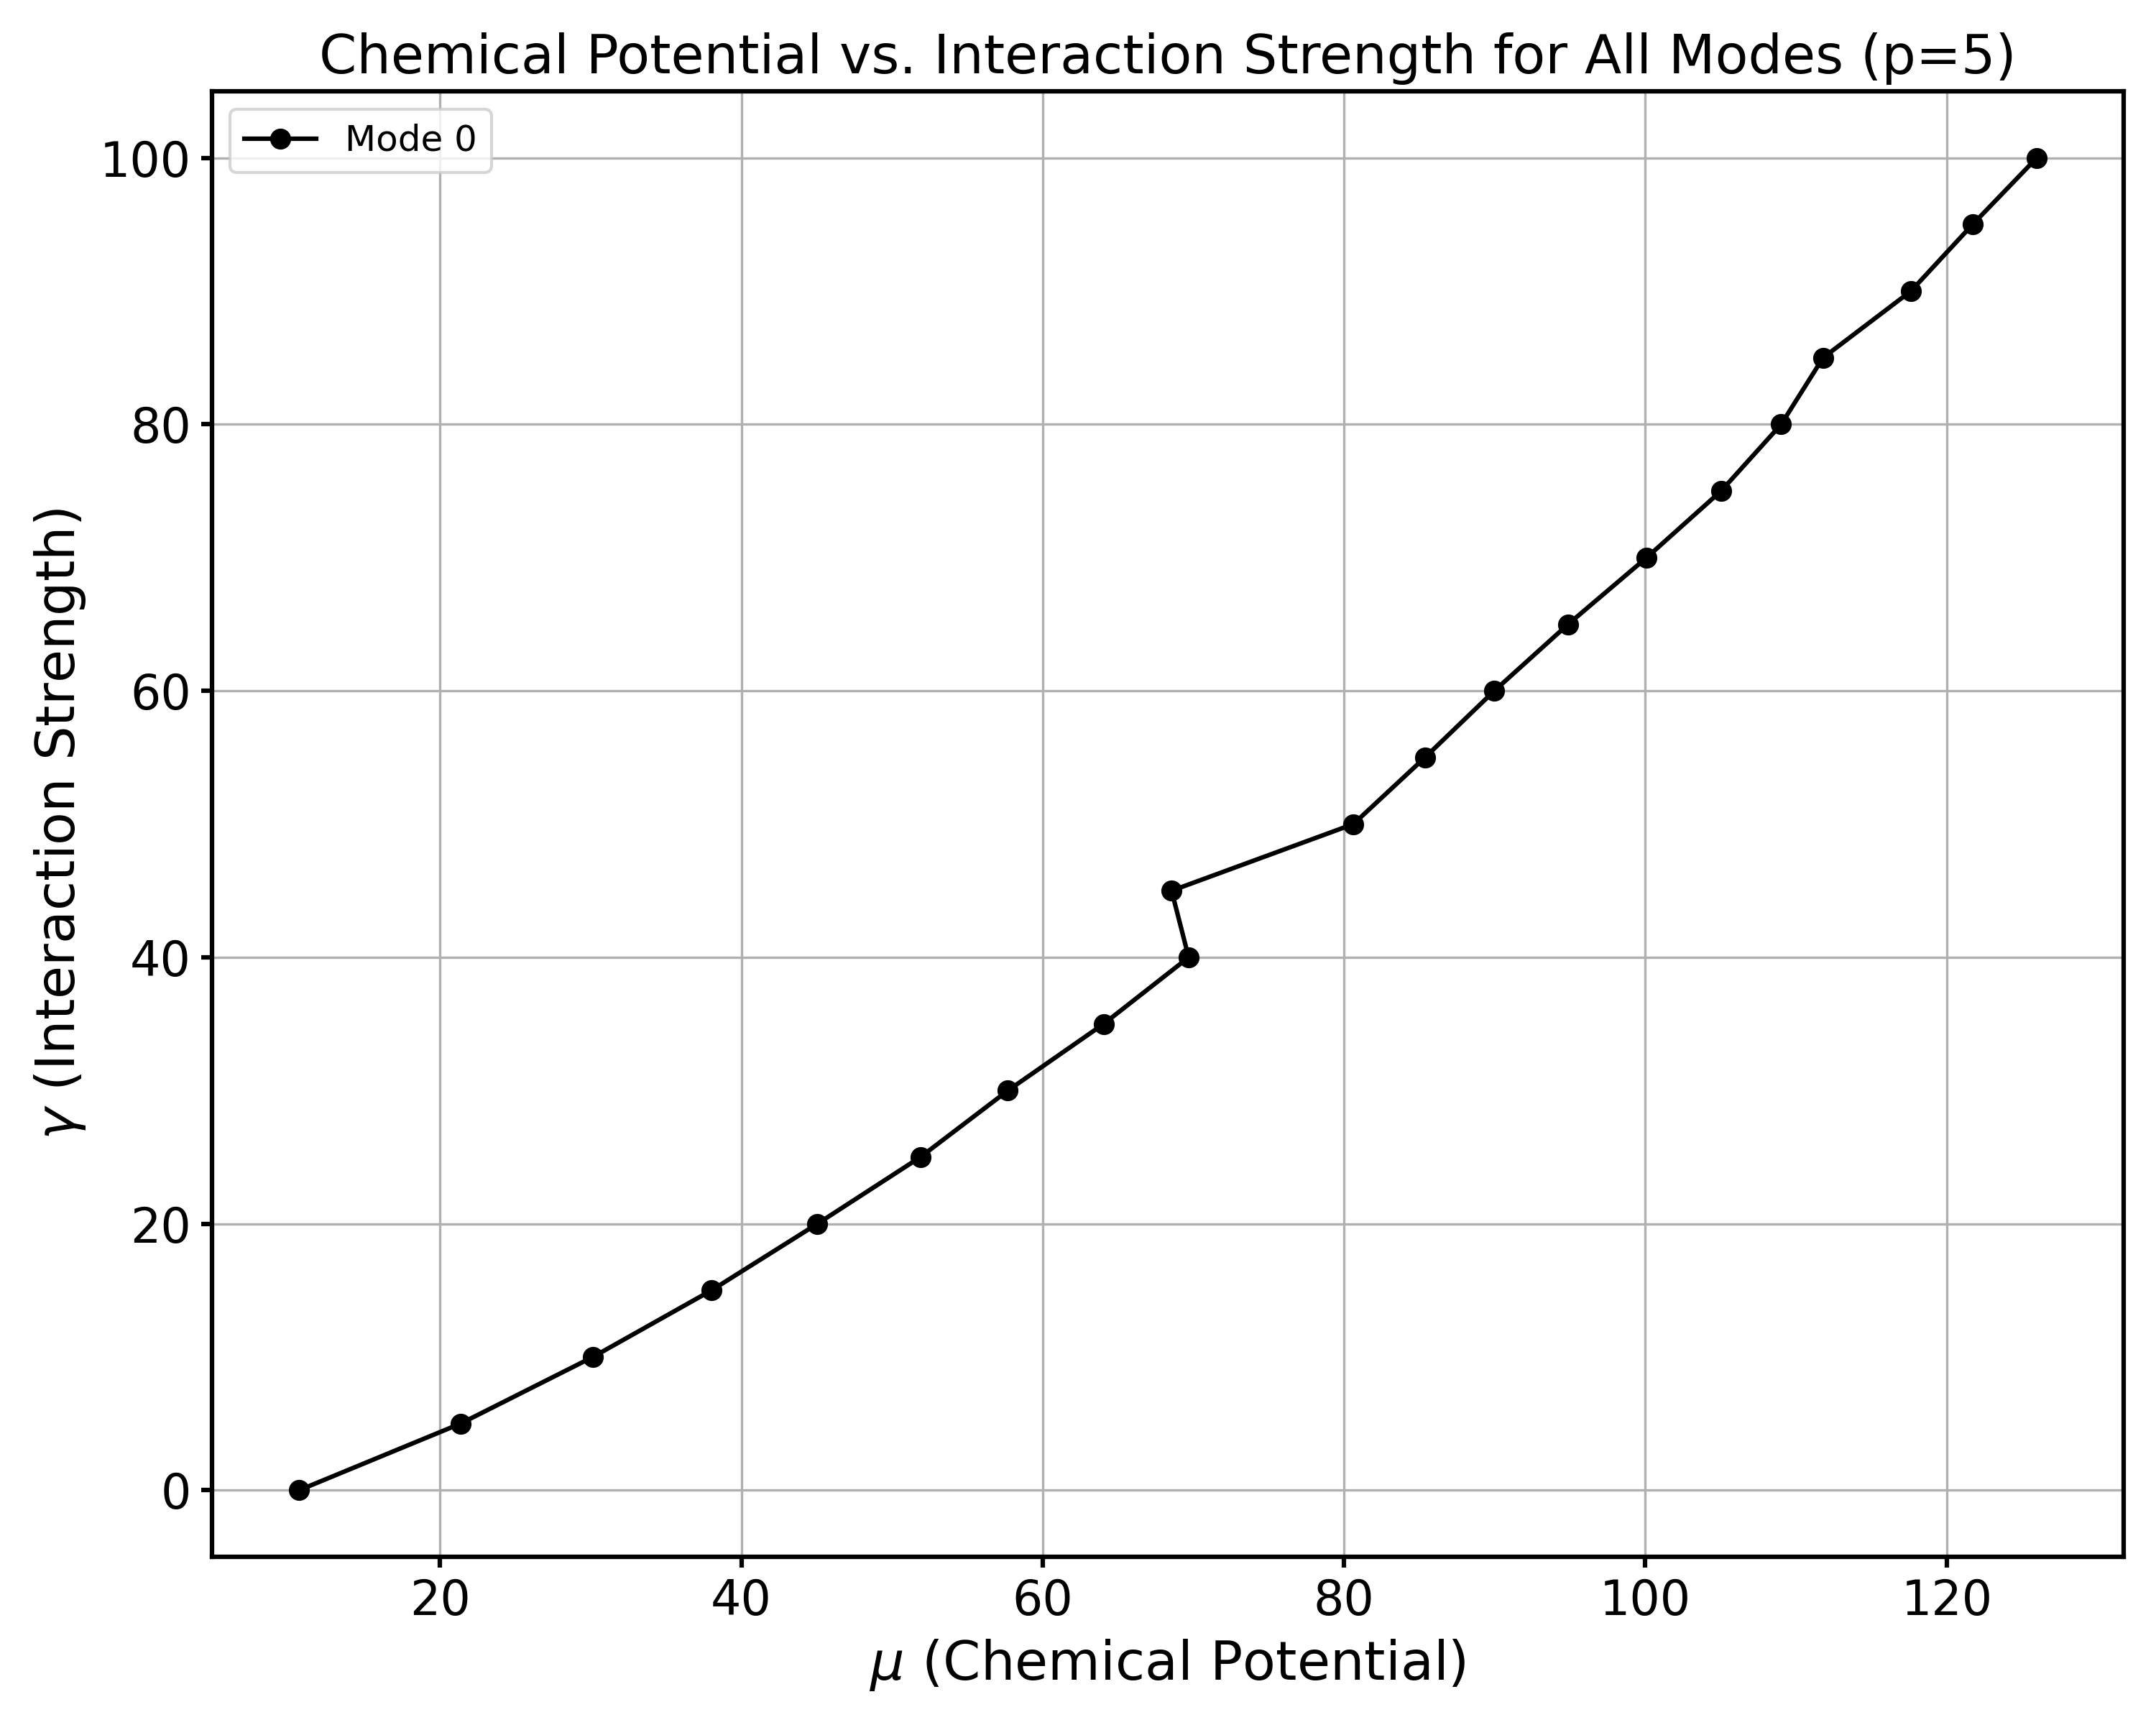 Chemical Potential vs. Interaction Strength for All Modes (p=5)
Mode 0
γ (Interaction Strength)
100
80
60
40
20
0
20 40 60 80 100 120
μ (Chemical Potential)